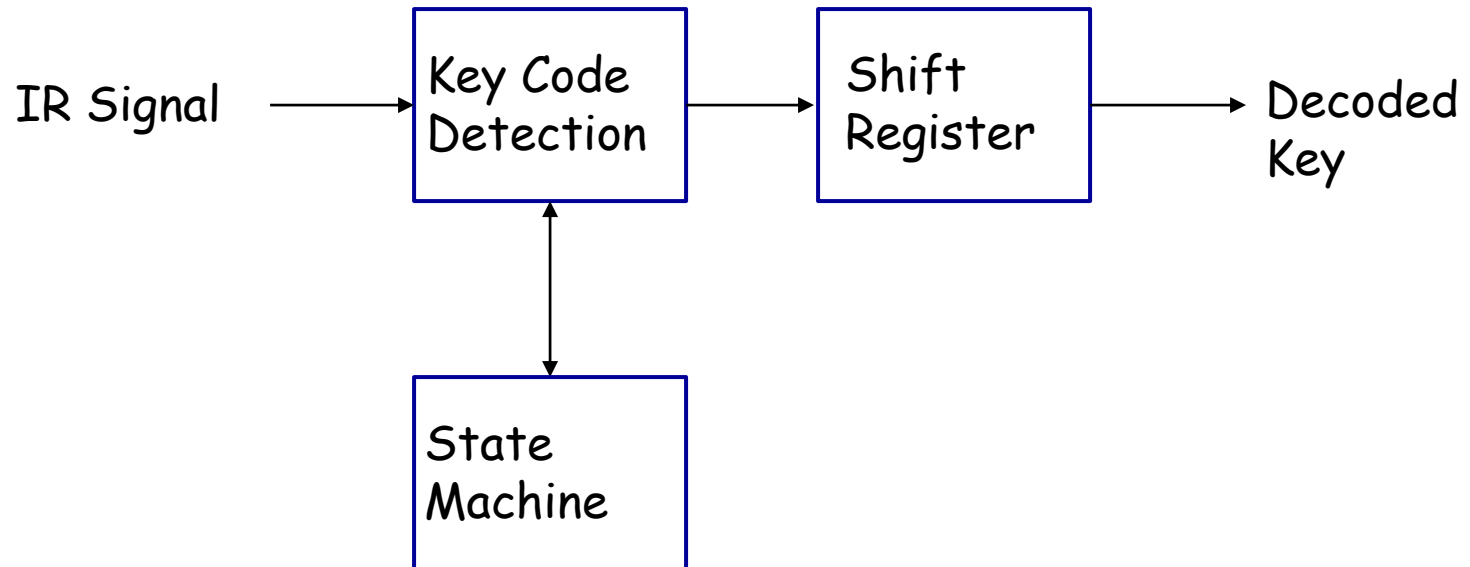 IR Signal
Key Code
Detection
Shift
Register
Decoded
Key
State
Machine